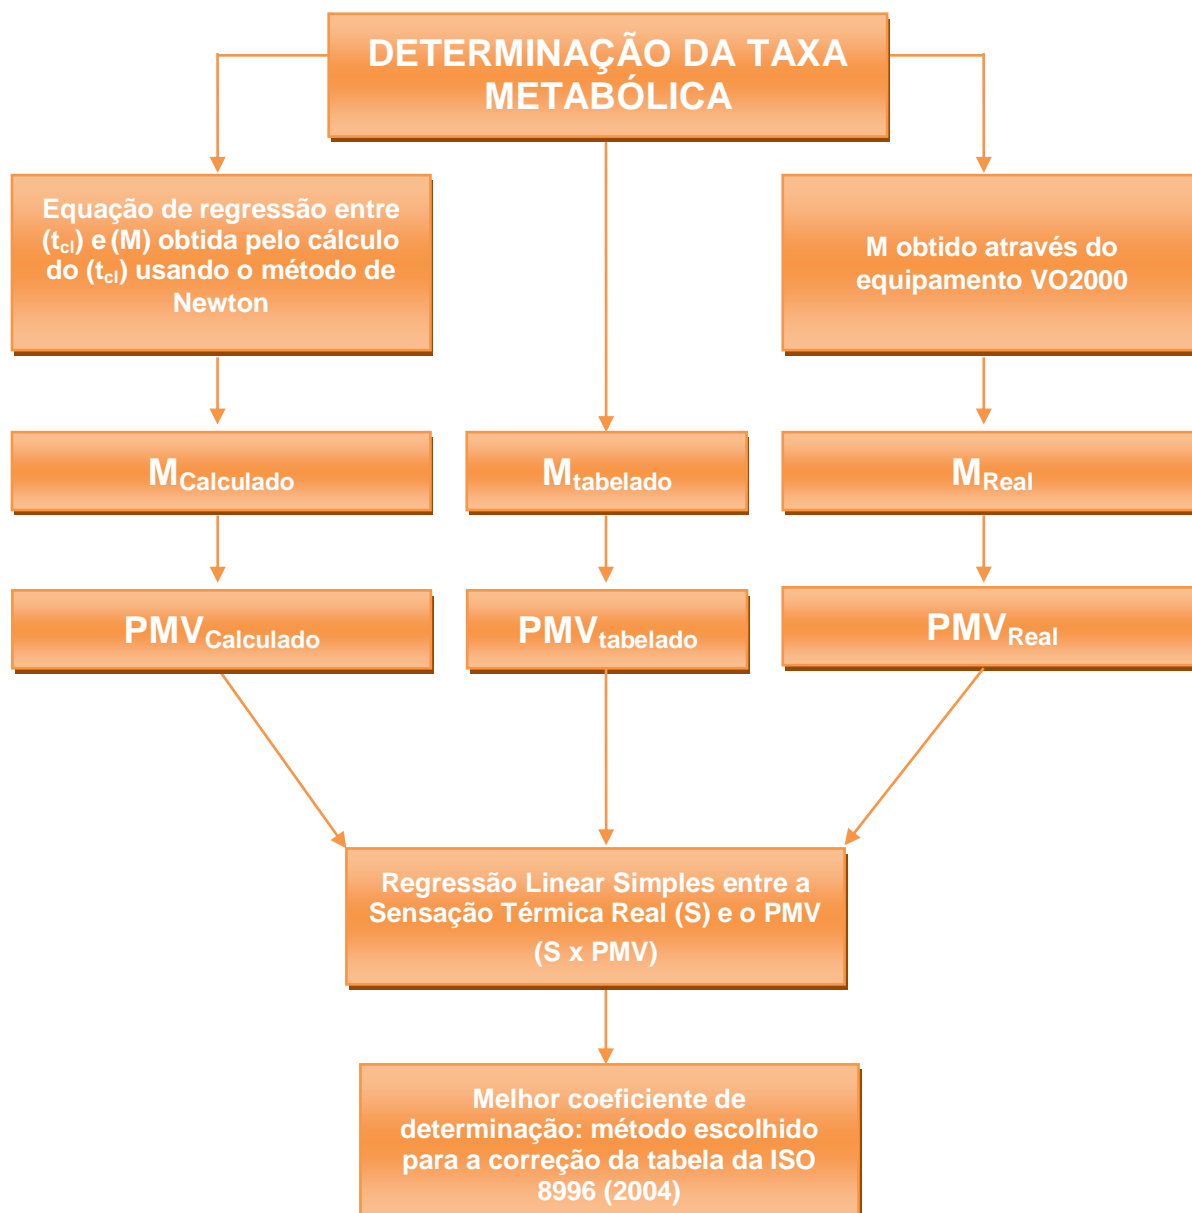 DETERMINAÇÃO DA TAXA
METABÓLICA
Equação de regressão entre
(tcl) e (M) obtida pelo cálculo
do (tcl) usando o método de
Newton
M obtido através do
equipamento VO2000
MCalculado
Mtabelado
MReal
PMVCalculado
PMVtabelado
PMVReal
Regressão Linear Simples entre a
Sensação Térmica Real (S) e o PMV
(S x PMV)
Melhor coeficiente de
determinação: método escolhido
para a correção da tabela da ISO
8996 (2004)